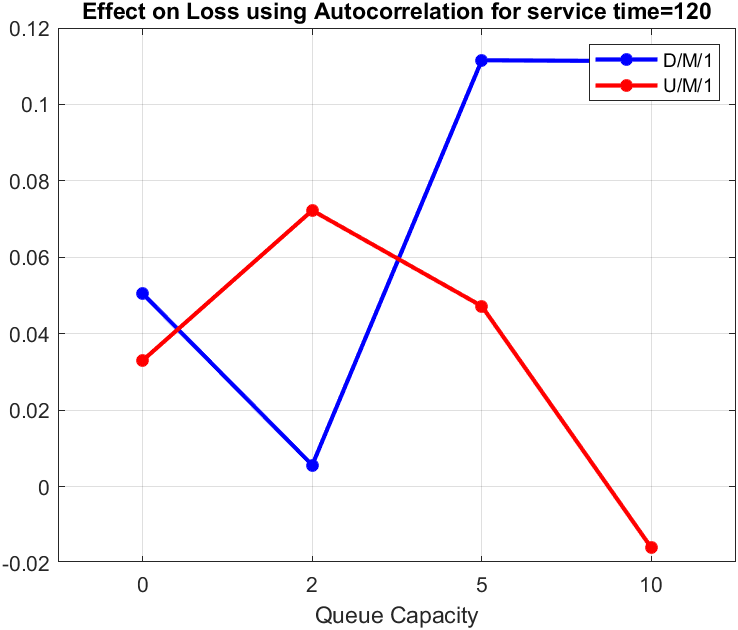 Effect on Loss using Autocorrelation for service time=120
0.12
0.1
0.08
0.06
0.04
0.02
0
-0.02
D/M/1
U/M/1
0 2 5 10
Queue Capacity